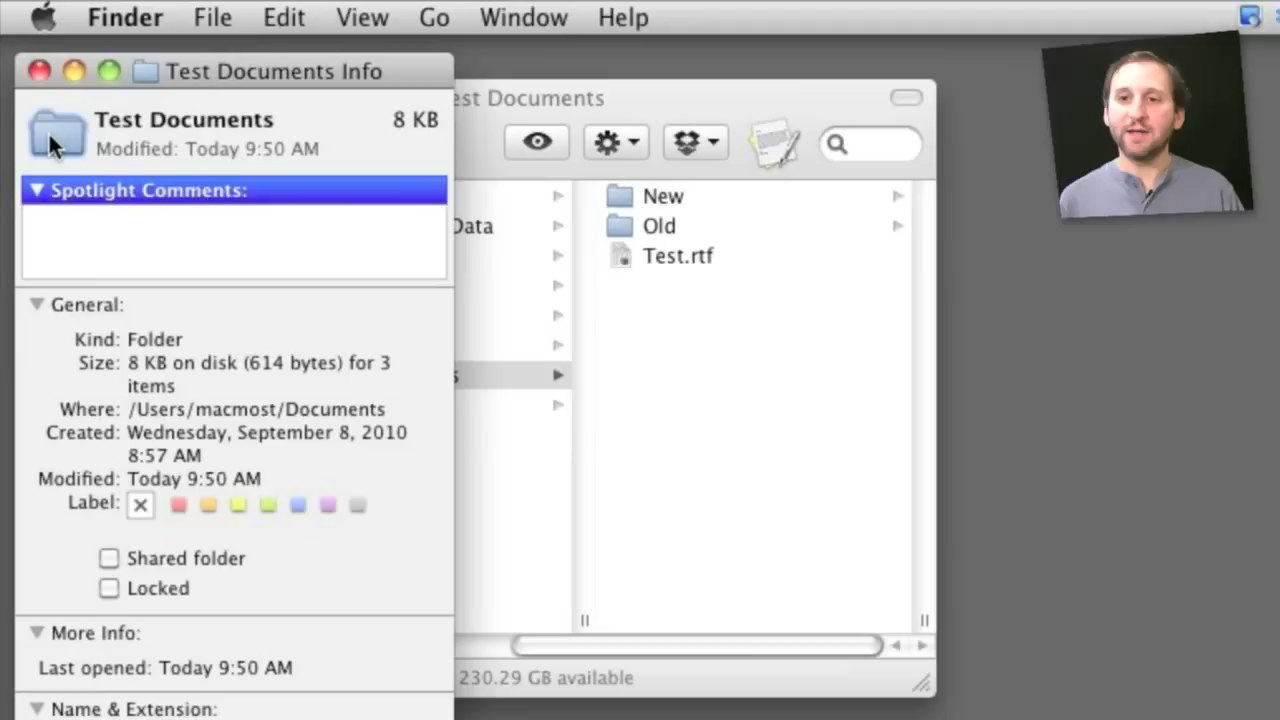 Finder File Edit View Go Window Help
Test Documents Info
Test Documents 8 KB
Modified: Today 9:50 AM
Spotlight Comments:
General:
Kind: Folder
Size: 8 KB on disk (614 bytes) for 3
items
Where: /Users/macmost/Documents
Created: Wednesday, September 8, 2010
8:57 AM
Modified: Today 9:50 AM
Label:
Shared folder
Locked
More Info:
Last opened: Today 9:50 AM
Name & Extension:
est Documents
Data
s
New
Old
Test.rtf
230.29 GB available